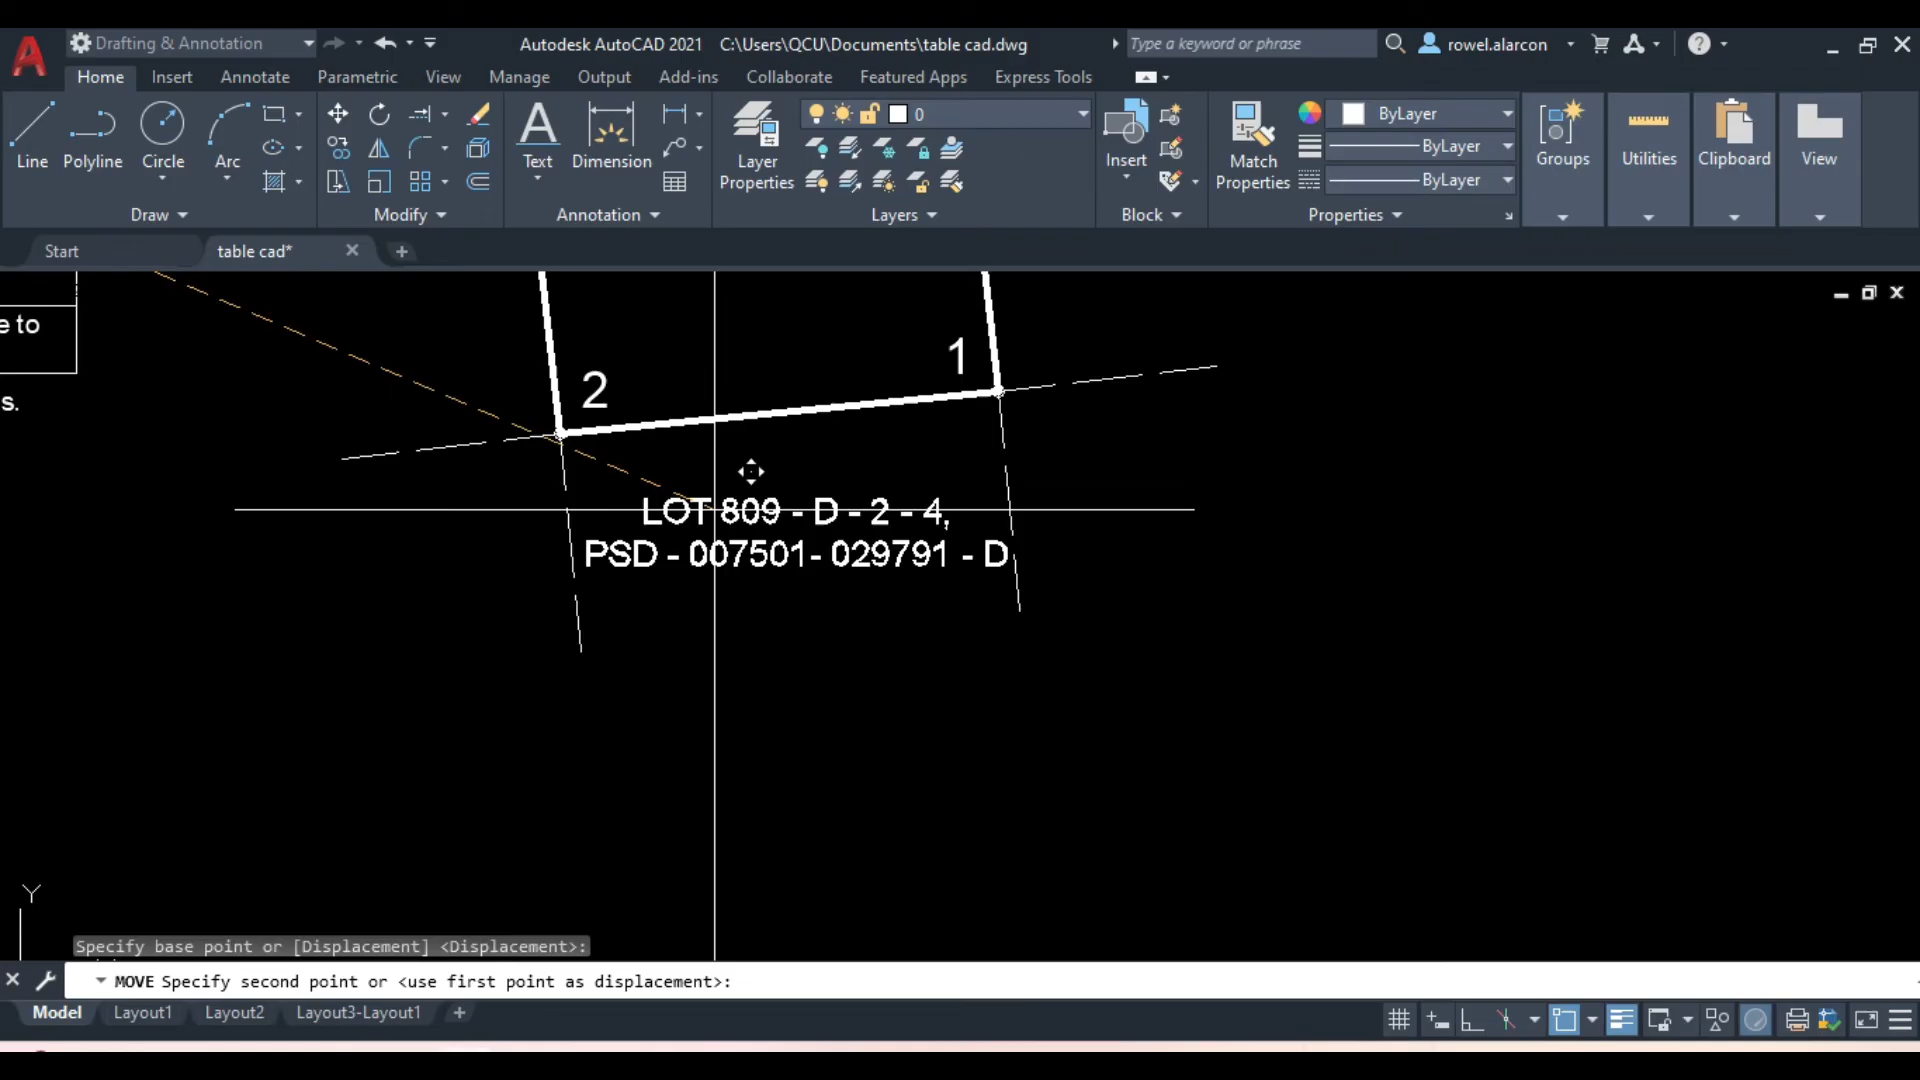 Drafting & Annotation
Autodesk AutoCAD 2021 C:\Users\QCU\Documents\table cad.dwg
Type a keyword or phrase
rowel.alarcon
Home Insert Annotate Parametric View Manage Output Add-ins Collaborate Featured Apps Express Tools
0
ByLayer
ByLayer
ByLayer
Line Polyline Circle Arc
Text Dimension
Layer
Properties
Insert
Match
Properties
Groups Utilities Clipboard View
Draw Modify Annotation Layers Block Properties
Start table cad*
e to
s.
2
1
LOT 809 - D - 2 - 4,
PSD - 007501- 029791 - D
Y
Specify base point or [Displacement] <Displacement>:
MOVE Specify second point or <use first point as displacement>:
Model Layout1 Layout2 Layout3-Layout1